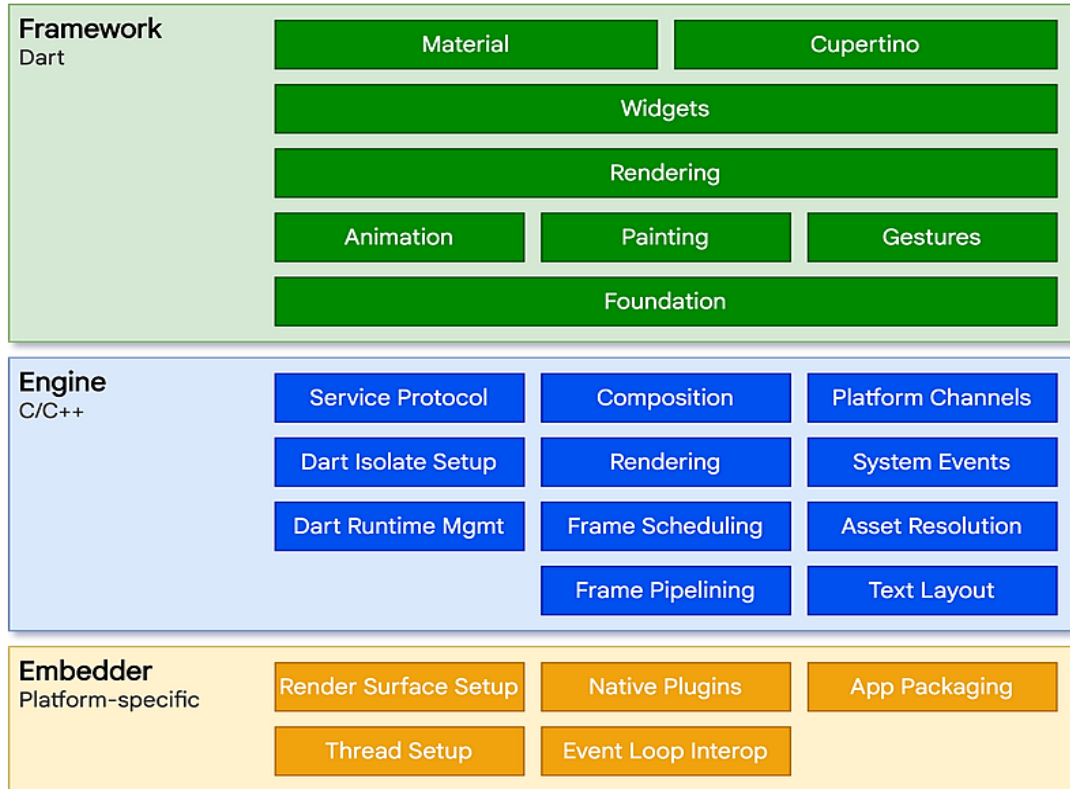 Framework
Dart
Material
Cupertino
Widgets
Rendering
Animation
Painting
Gestures
Foundation
Engine
C/C++
Service Protocol
Composition
Platform Channels
Dart Isolate Setup
Rendering
System Events
Dart Runtime Mgmt
Frame Scheduling
Asset Resolution
Frame Pipelining
Text Layout
Embedder
Platform-specific
Render Surface Setup
Native Plugins
App Packaging
Thread Setup
Event Loop Interop